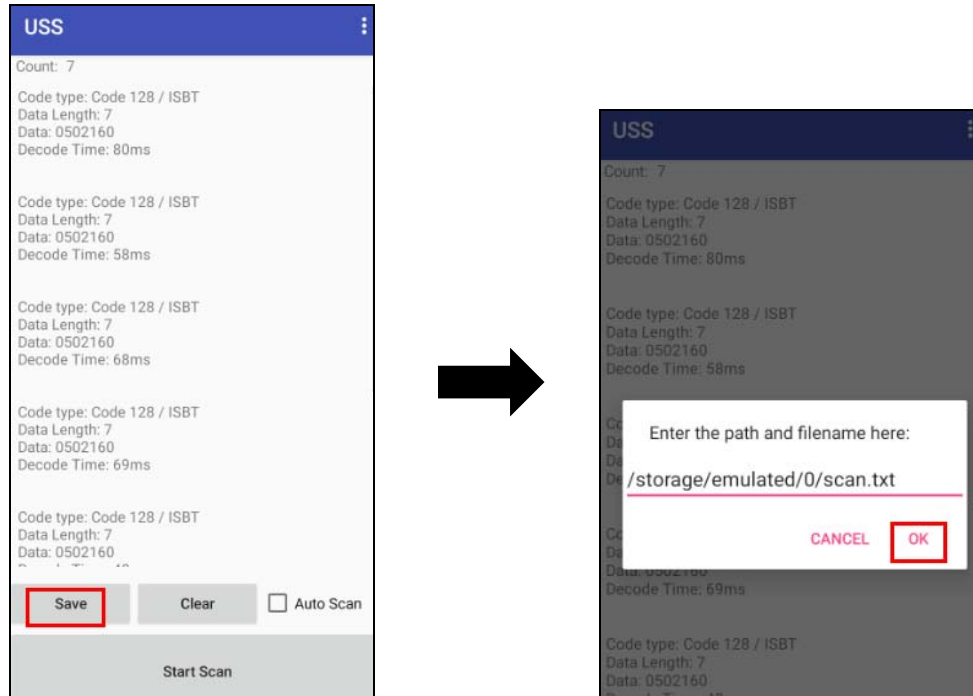 USS
Count: 7
Code type: Code 128 / ISBT
Data Length: 7
Data: 0502160
Decode Time: 80ms
Code type: Code 128 / ISBT
Data Length: 7
Data: 0502160
Decode Time: 58ms
Code type: Code 128 / ISBT
Data Length: 7
Data: 0502160
Decode Time: 68ms
Code type: Code 128 / ISBT
Data Length: 7
Data: 0502160
Decode Time: 69ms
Code type: Code 128 / ISBT
Data Length: 7
Data: 0502160
Save Clear Auto Scan
Start Scan
USS
Count: 7
Code type: Code 128 / ISBT
Data Length: 7
Data: 0502160
Decode Time: 80ms
Code type: Code 128 / ISBT
Data Length: 7
Data: 0502160
Decode Time: 58ms
Enter the path and filename here:
/storage/emulated/0/scan.txt
CANCEL OK
Decode Time: 69ms
Code type: Code 128 / ISBT
Data Length: 7
Data: 0502160